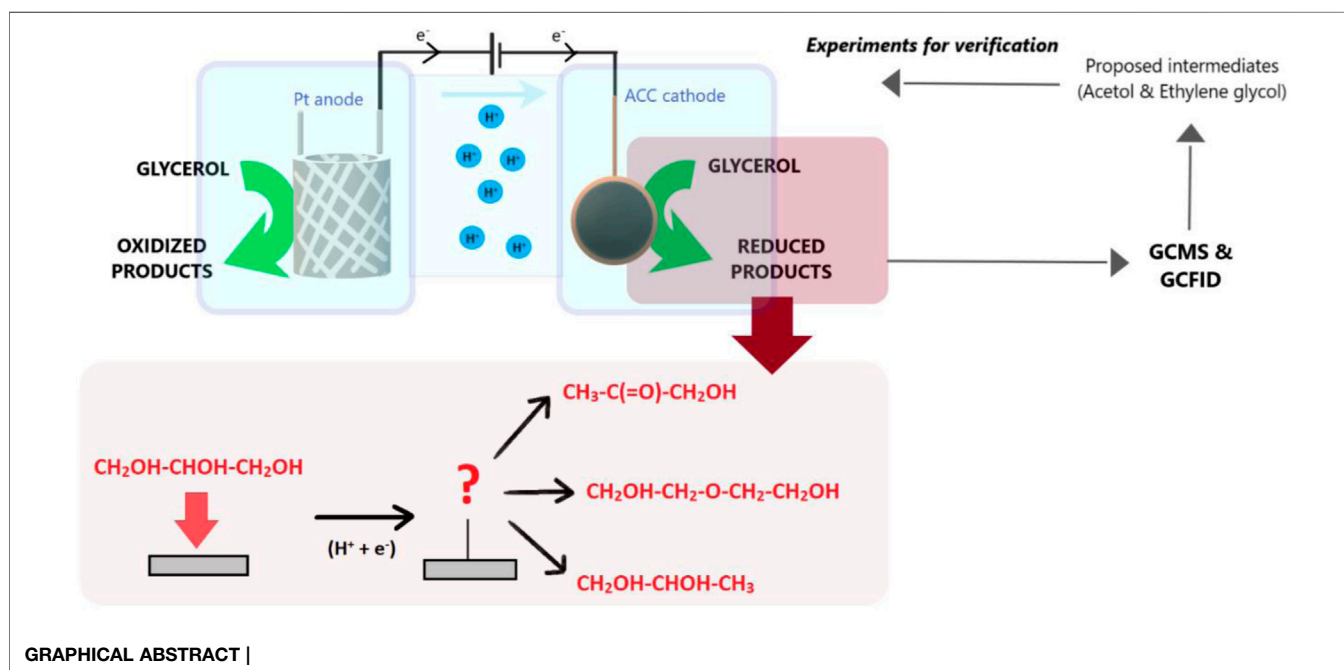 e-
e-
Experiments for verification
Proposed intermediates
(Acetol & Ethylene glycol)
Pt anode
ACC cathode
H+
H+
H+
H+
H+
H+
GLYCEROL
GLYCEROL
OXIDIZED
PRODUCTS
REDUCED
PRODUCTS
GCMS &
GCFID
CH3-C(=O)-CH2OH
CH2OH-CHOH-CH2OH
?
CH2OH-CH2-O-CH2-CH2OH
(H+ + e-)
CH2OH-CHOH-CH3
GRAPHICAL ABSTRACT |